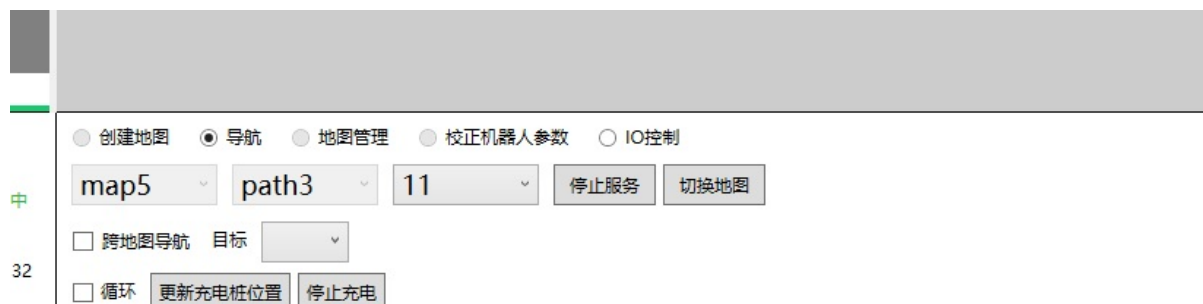 创建地图 导航 地图管理 校正机器人参数 IO控制
map5 path3 11 停止服务 切换地图
中
跨地图导航 目标
32
循环 更新充电桩位置 停止充电